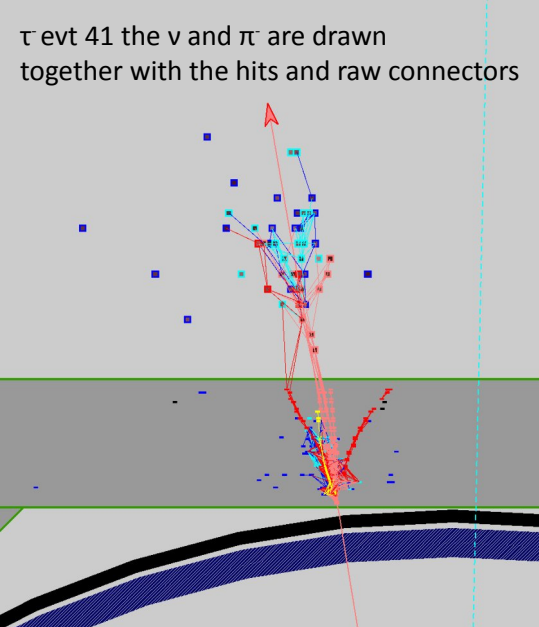 τ⁻ evt 41 the ν and π⁻ are drawn
together with the hits and raw connectors